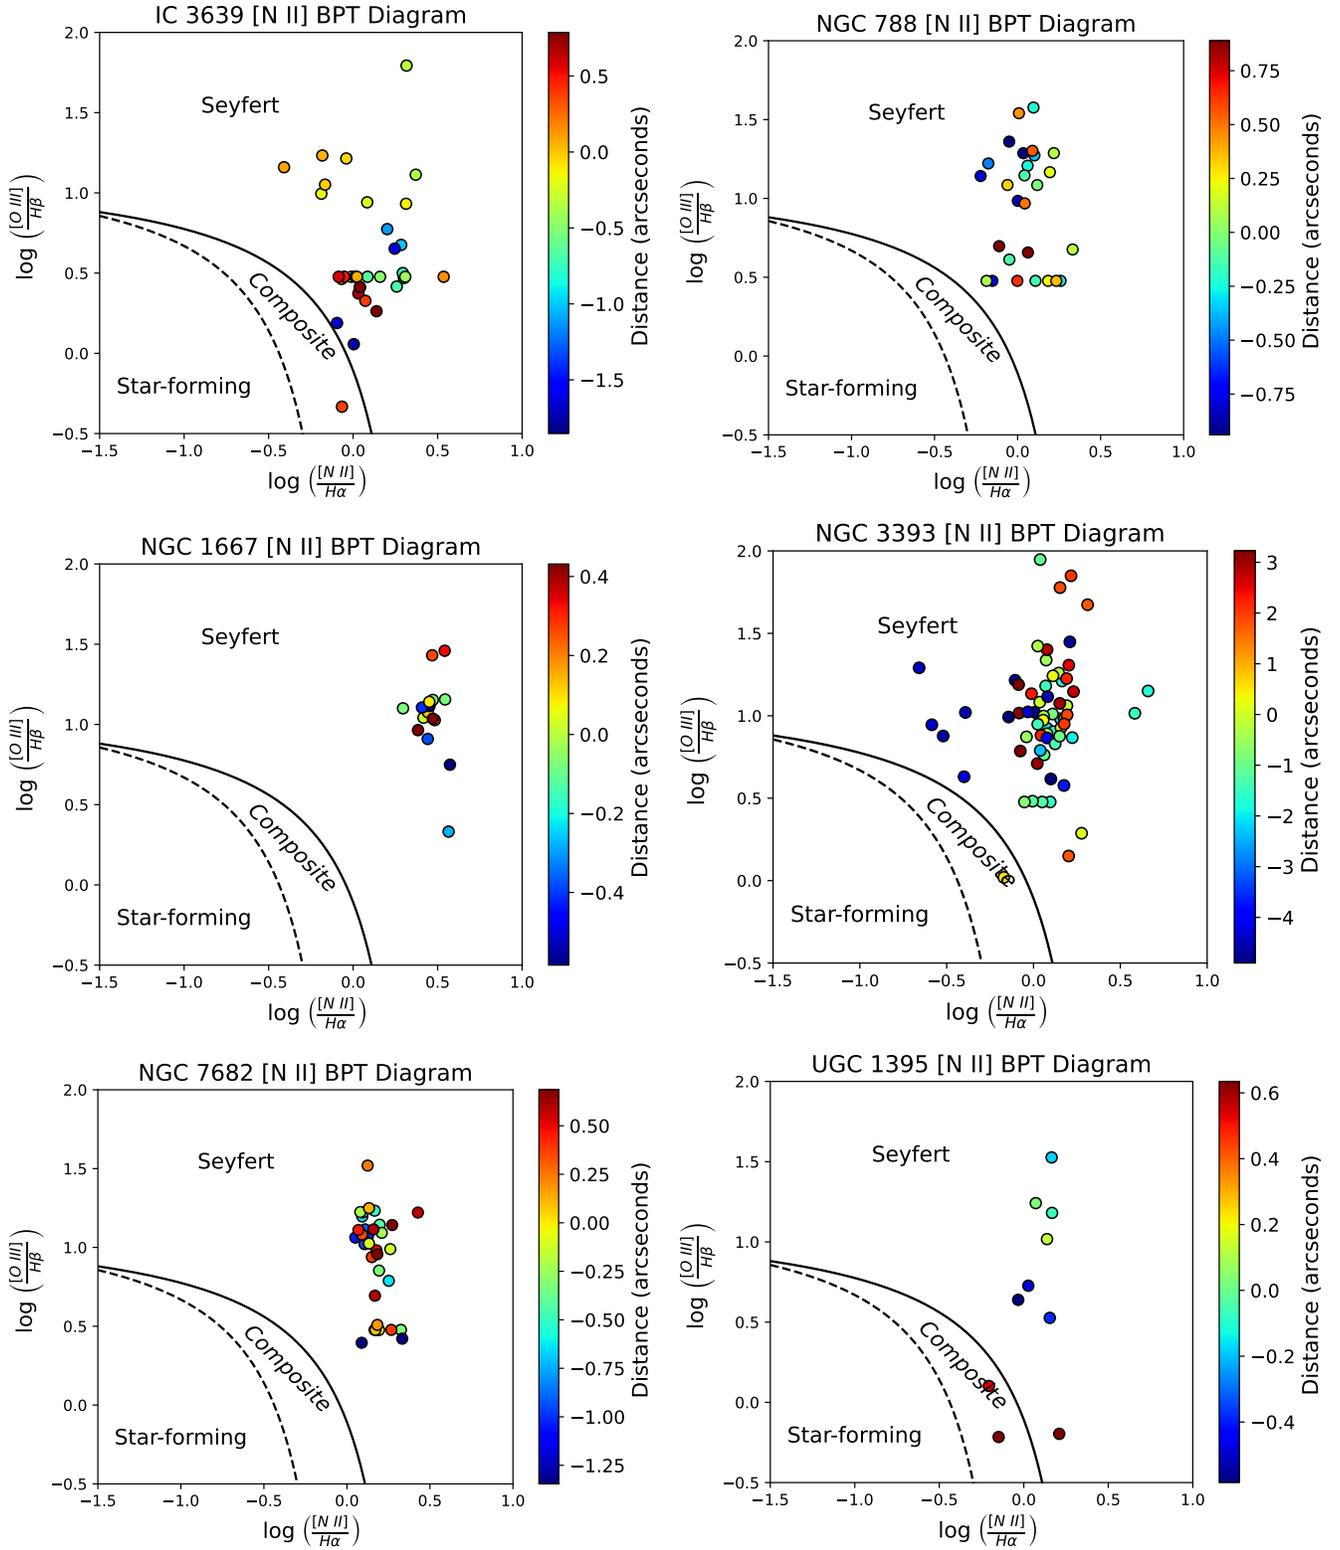 IC 3639 [N II] BPT Diagram
2.0
1.5
1.0
0.5
0.0
−0.5
−1.5 −1.0 −0.5 0.0 0.5 1.0
log ([O III] / Hβ)
log ([N II] / Hα)
Seyfert
Composite
Star-forming
0.5
0.0
−0.5
−1.0
−1.5
Distance (arcseconds)
NGC 788 [N II] BPT Diagram
2.0
1.5
1.0
0.5
0.0
−0.5
−1.5 −1.0 −0.5 0.0 0.5 1.0
log ([O III] / Hβ)
log ([N II] / Hα)
Seyfert
Composite
Star-forming
0.75
0.50
0.25
0.00
−0.25
−0.50
−0.75
Distance (arcseconds)
NGC 1667 [N II] BPT Diagram
2.0
1.5
1.0
0.5
0.0
−0.5
−1.5 −1.0 −0.5 0.0 0.5 1.0
log ([O III] / Hβ)
log ([N II] / Hα)
Seyfert
Composite
Star-forming
0.4
0.2
0.0
−0.2
−0.4
Distance (arcseconds)
NGC 3393 [N II] BPT Diagram
2.0
1.5
1.0
0.5
0.0
−0.5
−1.5 −1.0 −0.5 0.0 0.5 1.0
log ([O III] / Hβ)
log ([N II] / Hα)
Seyfert
Composite
Star-forming
3
2
1
0
−1
−2
−3
−4
Distance (arcseconds)
NGC 7682 [N II] BPT Diagram
2.0
1.5
1.0
0.5
0.0
−0.5
−1.5 −1.0 −0.5 0.0 0.5 1.0
log ([O III] / Hβ)
log ([N II] / Hα)
Seyfert
Composite
Star-forming
0.50
0.25
0.00
−0.25
−0.50
−0.75
−1.00
−1.25
Distance (arcseconds)
UGC 1395 [N II] BPT Diagram
2.0
1.5
1.0
0.5
0.0
−0.5
−1.5 −1.0 −0.5 0.0 0.5 1.0
log ([O III] / Hβ)
log ([N II] / Hα)
Seyfert
Composite
Star-forming
0.6
0.4
0.2
0.0
−0.2
−0.4
Distance (arcseconds)